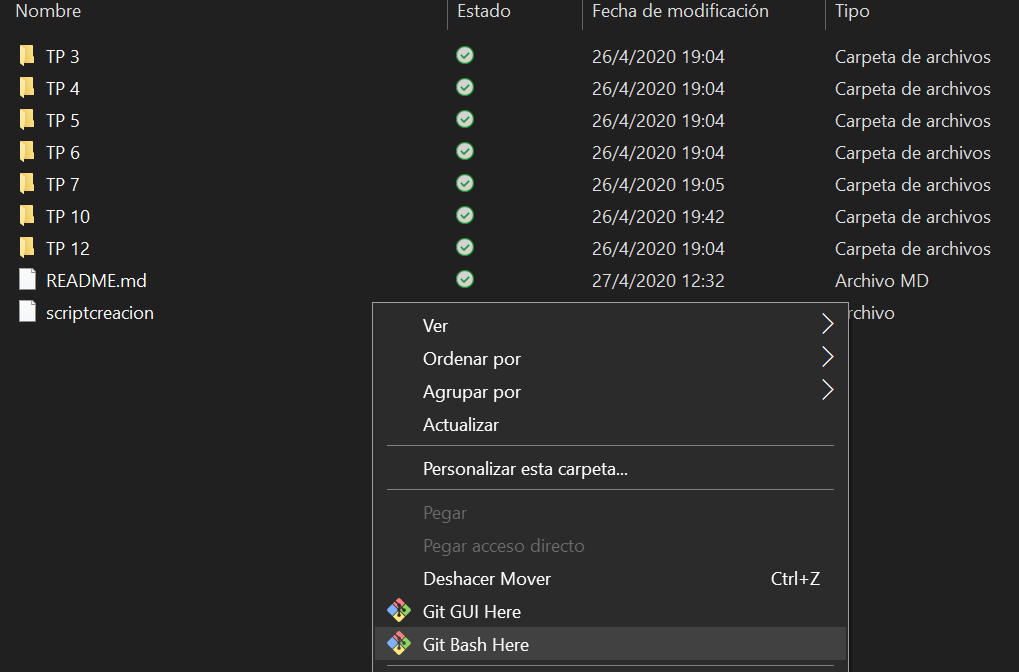 Nombre Estado Fecha de modificación Tipo
TP 3 26/4/2020 19:04 Carpeta de archivos
TP 4 26/4/2020 19:04 Carpeta de archivos
TP 5 26/4/2020 19:04 Carpeta de archivos
TP 6 26/4/2020 19:04 Carpeta de archivos
TP 7 26/4/2020 19:05 Carpeta de archivos
TP 10 26/4/2020 19:42 Carpeta de archivos
TP 12 26/4/2020 19:04 Carpeta de archivos
README.md 27/4/2020 12:32 Archivo MD
scriptcreacion rchivo
Ver
Ordenar por
Agrupar por
Actualizar
Personalizar esta carpeta...
Pegar
Pegar acceso directo
Deshacer Mover Ctrl+Z
Git GUI Here
Git Bash Here